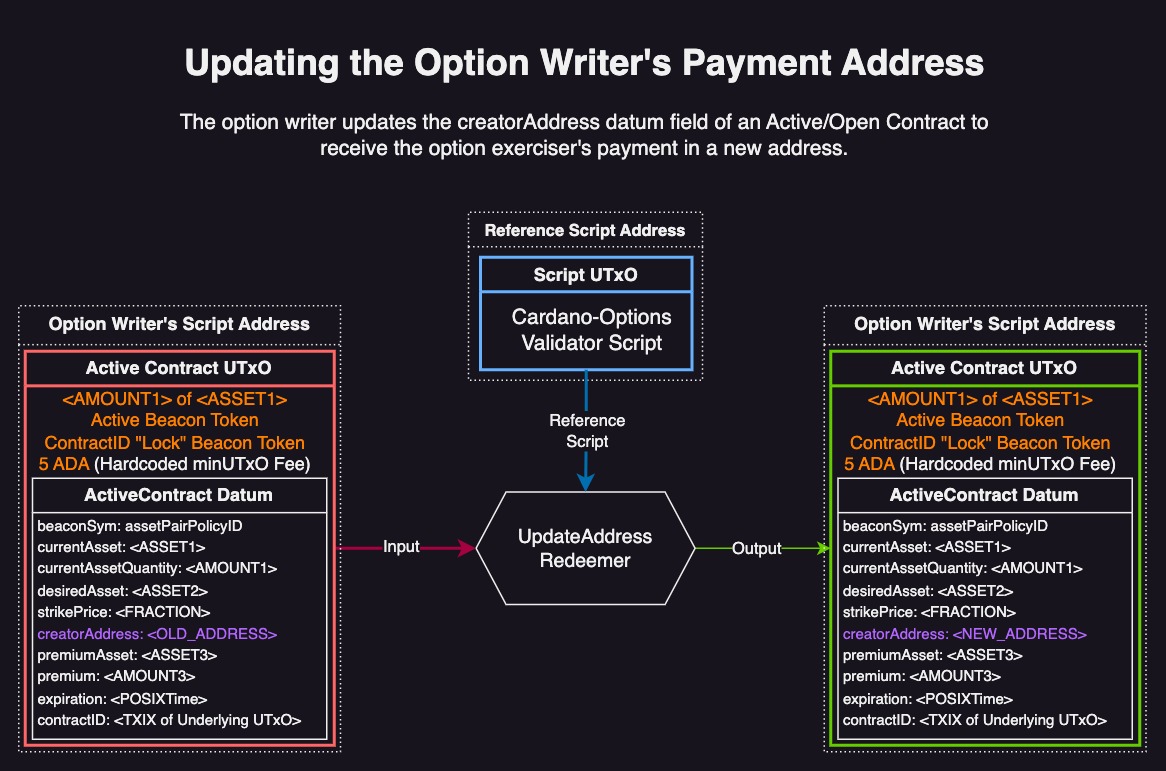 Updating the Option Writer's Payment Address
The option writer updates the creatorAddress datum field of an Active/Open Contract to
receive the option exerciser's payment in a new address.
Reference Script Address
Script UTxO
Cardano-Options
Validator Script
Reference
Script
Option Writer's Script Address
Active Contract UTxO
<AMOUNT1> of <ASSET1>
Active Beacon Token
ContractID "Lock" Beacon Token
5 ADA (Hardcoded minUTxO Fee)
ActiveContract Datum
beaconSym: assetPairPolicyID
currentAsset: <ASSET1>
currentAssetQuantity: <AMOUNT1>
desiredAsset: <ASSET2>
strikePrice: <FRACTION>
creatorAddress: <OLD_ADDRESS>
premiumAsset: <ASSET3>
premium: <AMOUNT3>
expiration: <POSIXTime>
contractID: <TXIX of Underlying UTxO>
Input
UpdateAddress
Redeemer
Output
Option Writer's Script Address
Active Contract UTxO
<AMOUNT1> of <ASSET1>
Active Beacon Token
ContractID "Lock" Beacon Token
5 ADA (Hardcoded minUTxO Fee)
ActiveContract Datum
beaconSym: assetPairPolicyID
currentAsset: <ASSET1>
currentAssetQuantity: <AMOUNT1>
desiredAsset: <ASSET2>
strikePrice: <FRACTION>
creatorAddress: <NEW_ADDRESS>
premiumAsset: <ASSET3>
premium: <AMOUNT3>
expiration: <POSIXTime>
contractID: <TXIX of Underlying UTxO>